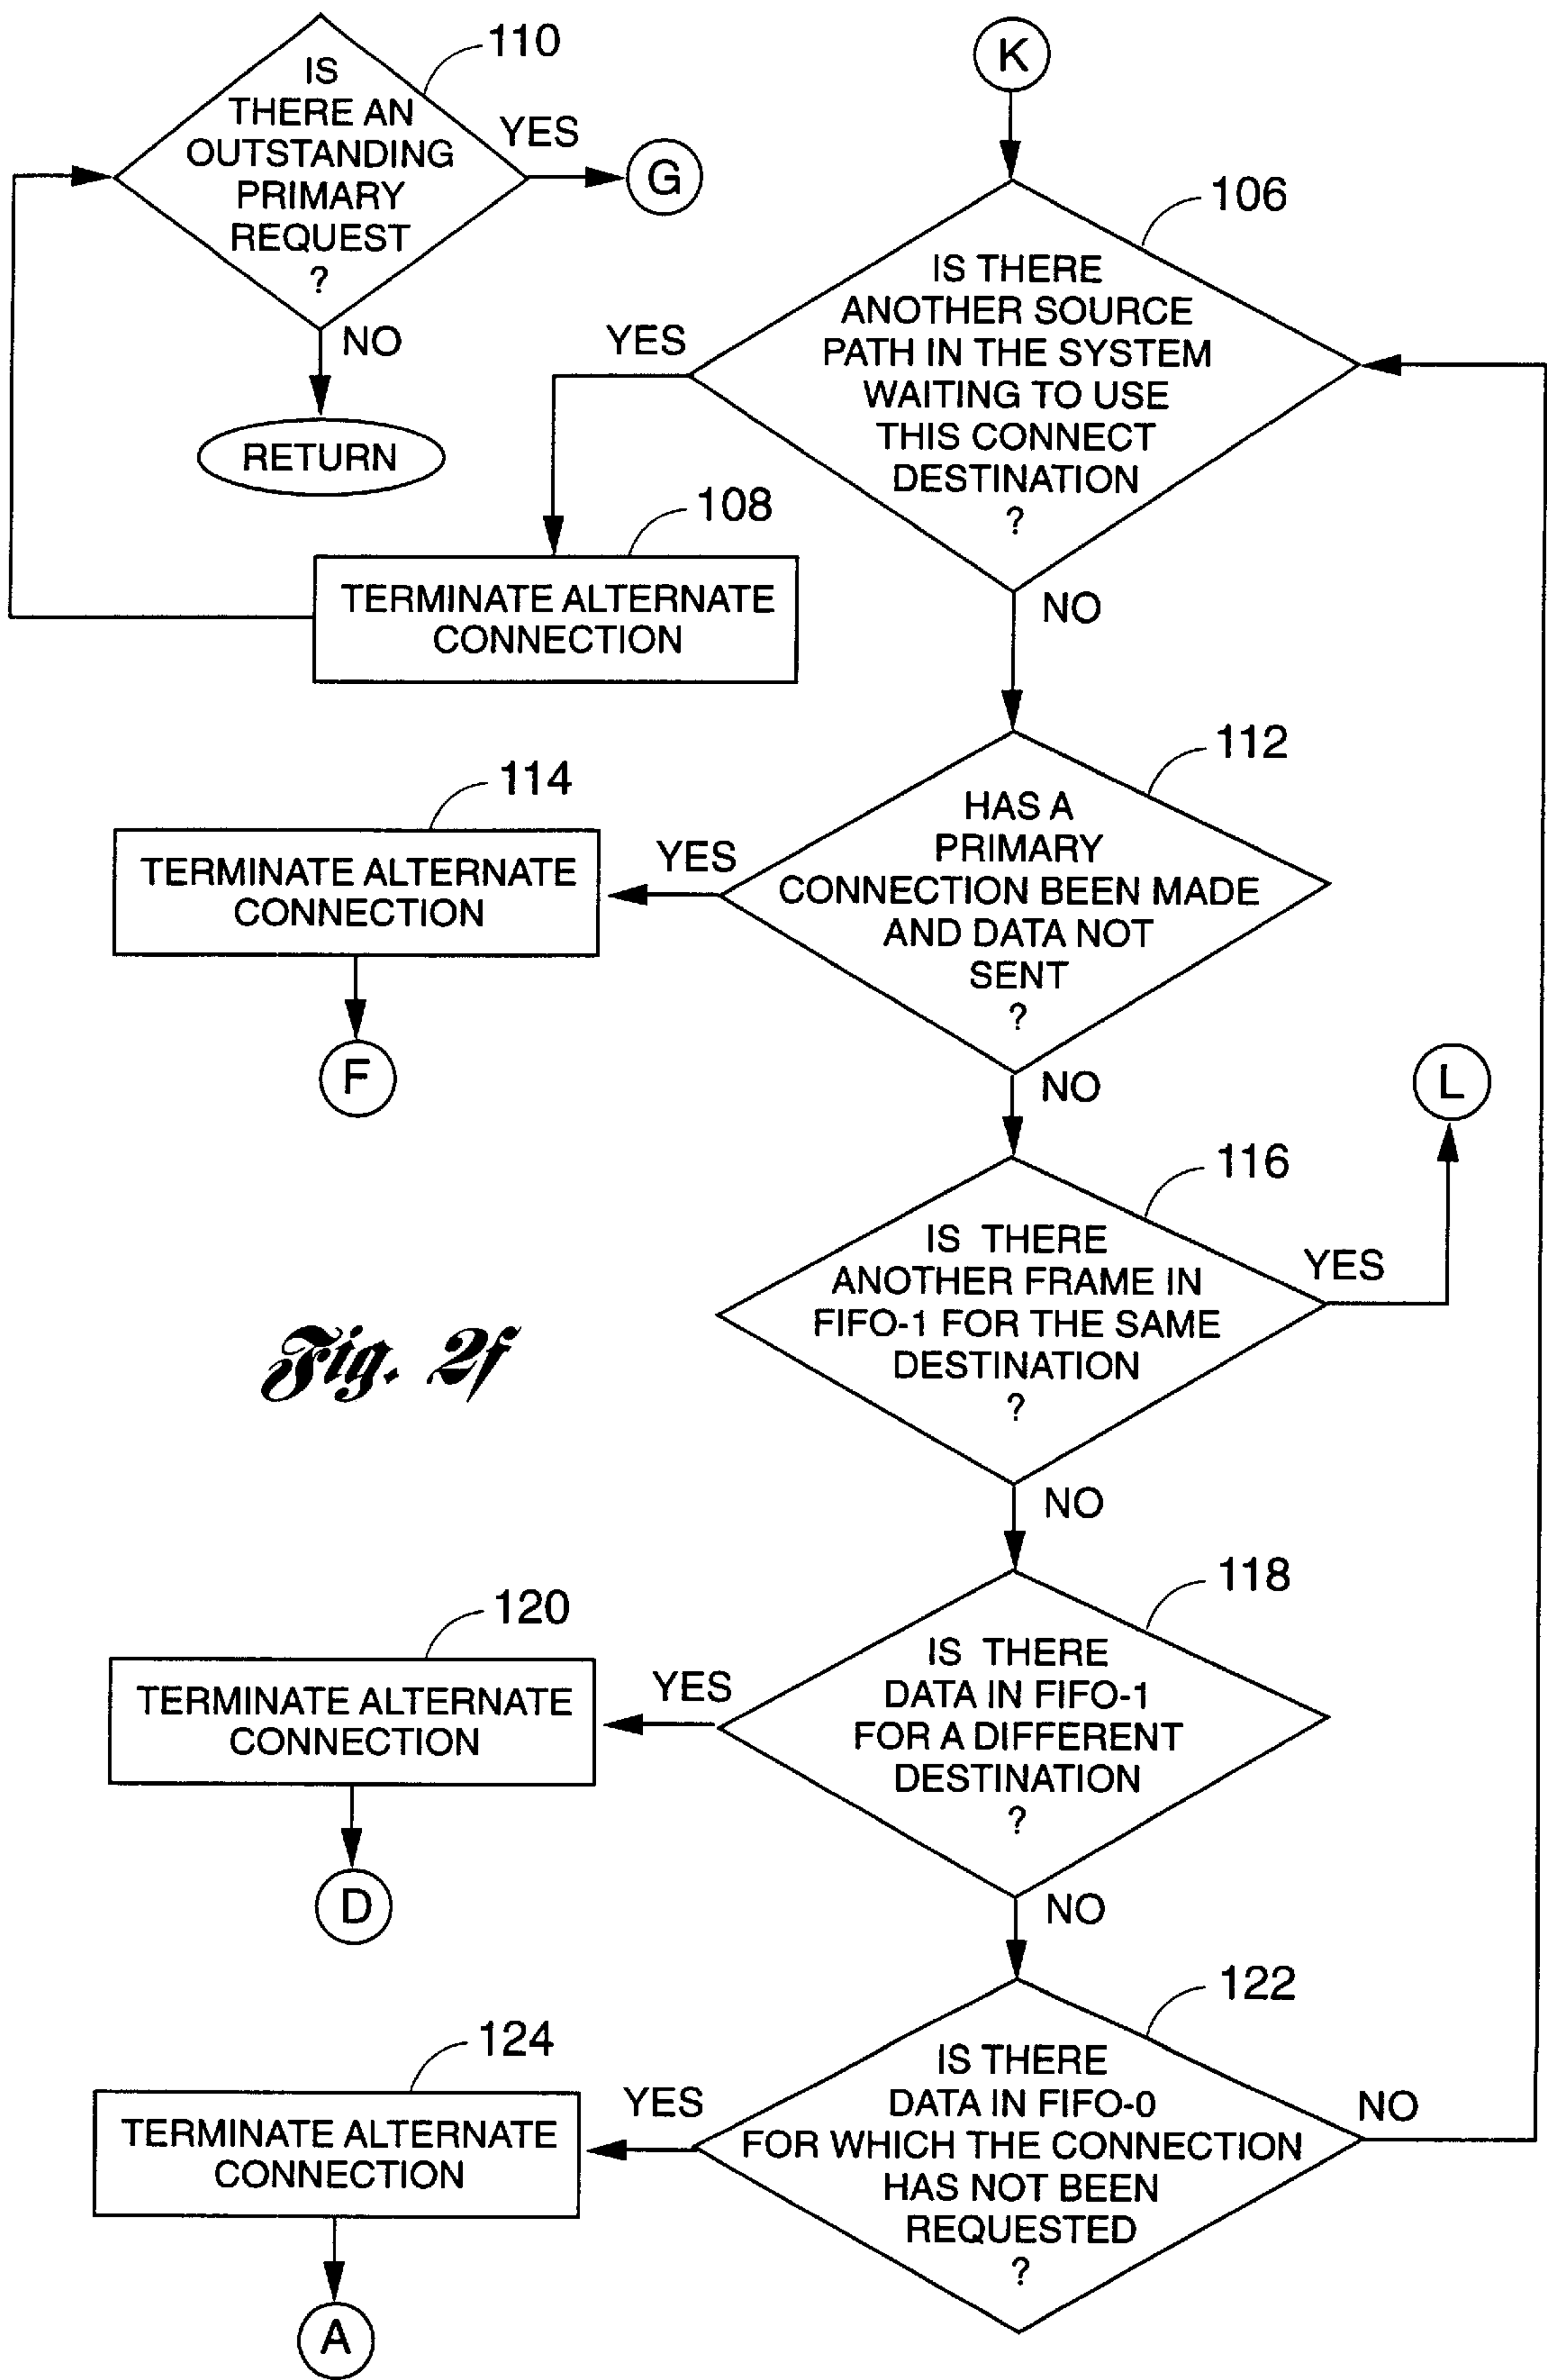 110
IS
THERE AN
OUTSTANDING
PRIMARY
REQUEST
?
YES
G
NO
RETURN
K
106
IS THERE
ANOTHER SOURCE
PATH IN THE SYSTEM
WAITING TO USE
THIS CONNECT
DESTINATION
?
YES
108
TERMINATE ALTERNATE
CONNECTION
NO
112
HAS A
PRIMARY
CONNECTION BEEN MADE
AND DATA NOT
SENT
?
YES
114
TERMINATE ALTERNATE
CONNECTION
F
NO
L
116
IS THERE
ANOTHER FRAME IN
FIFO-1 FOR THE SAME
DESTINATION
?
YES
Fig. 2f
NO
118
IS THERE
DATA IN FIFO-1
FOR A DIFFERENT
DESTINATION
?
YES
120
TERMINATE ALTERNATE
CONNECTION
D
NO
122
IS THERE
DATA IN FIFO-0
FOR WHICH THE CONNECTION
HAS NOT BEEN
REQUESTED
?
NO
YES
124
TERMINATE ALTERNATE
CONNECTION
A